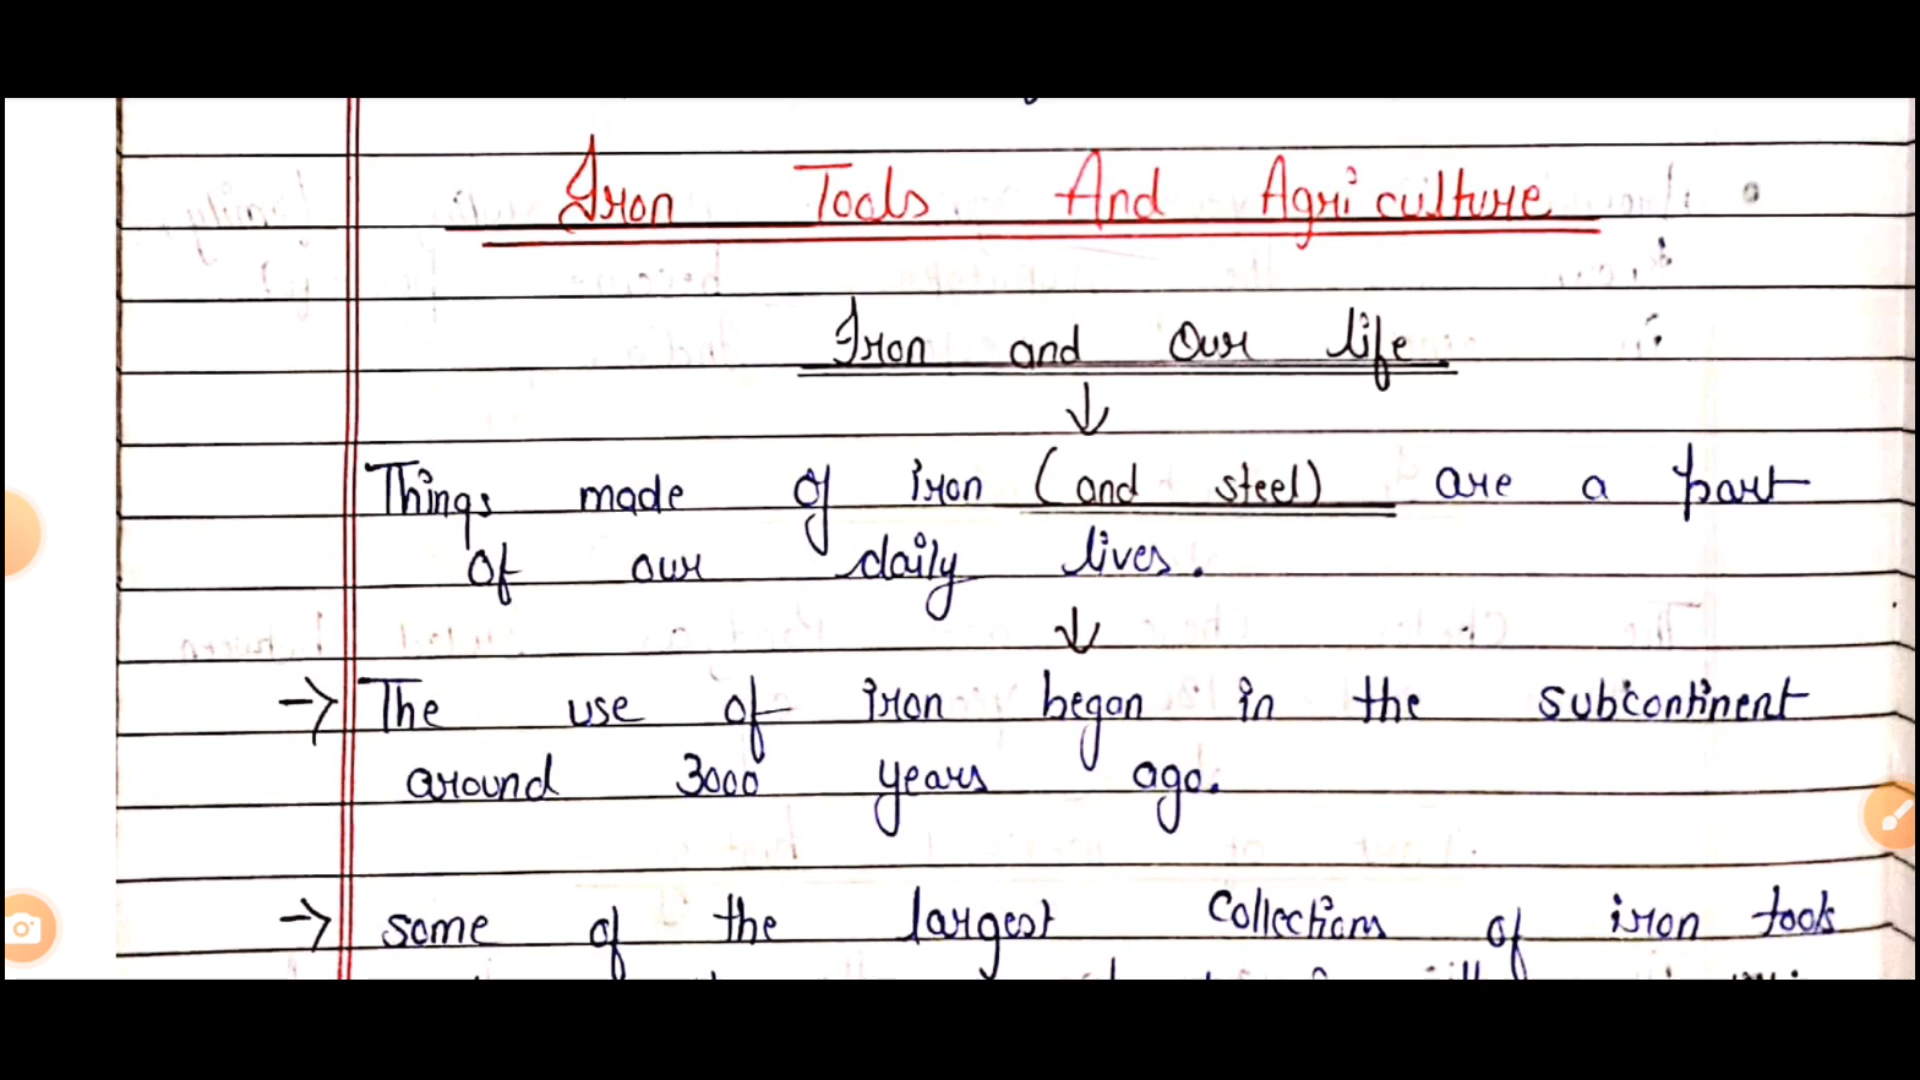 Iron Tools And Agriculture
Iron and Our life
↓
Things made of iron (and steel) are a part
of our daily lives.
↓
→ The use of iron began in the subcontinent
around 3000 years ago.
→ some of the largest collections of iron tools